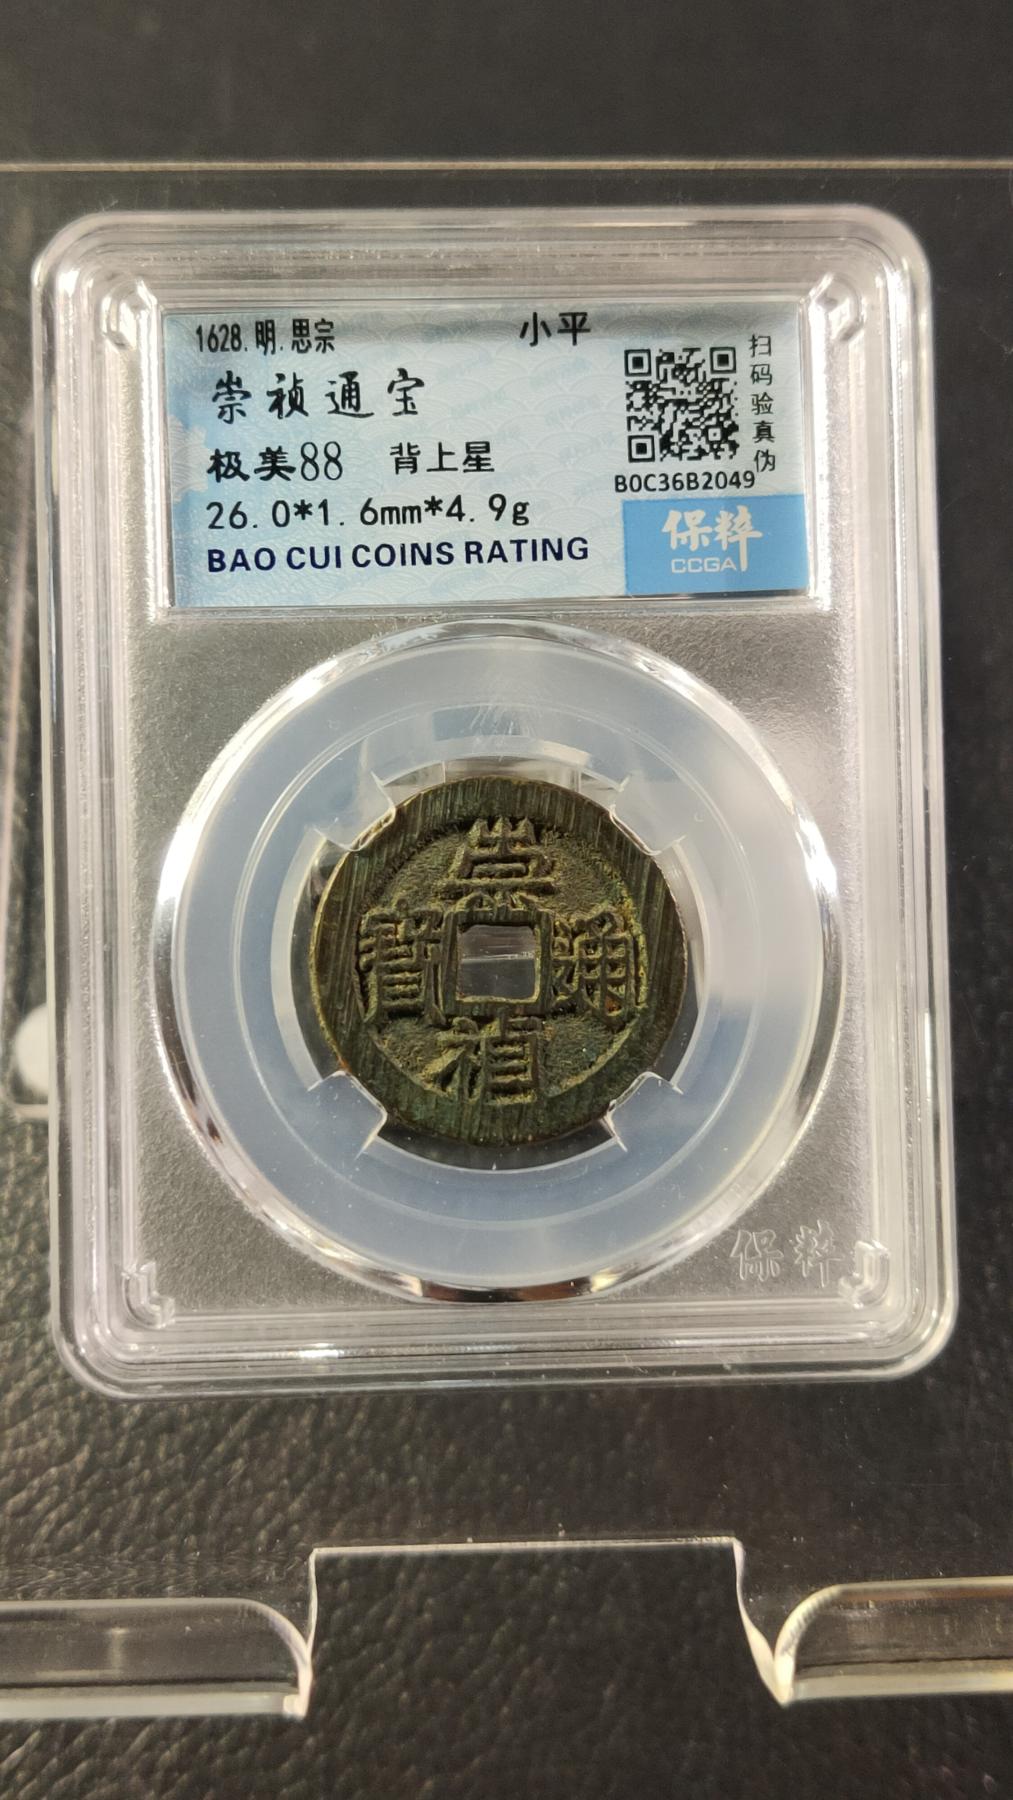 1628.明.思宗 小平
崇祯通宝
极美88 背上星
26.0*1.6mm*4.9g
BAO CUI COINS RATING
扫码验真伪
B0C36B2049
保粹
CCGA
崇
寶 通
禎
保粹